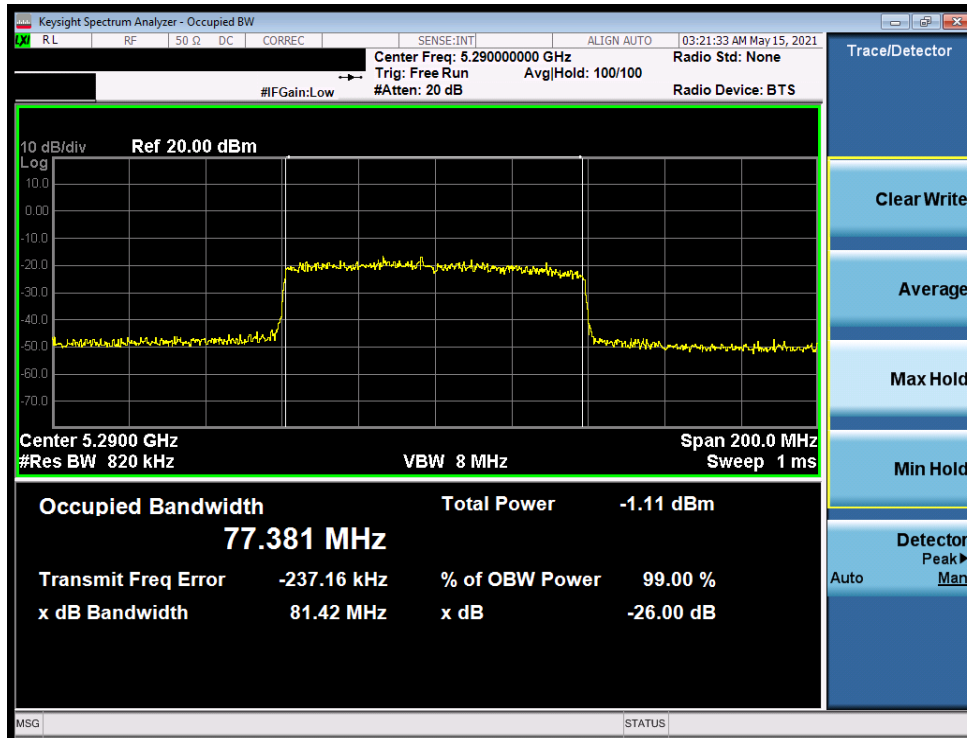 Keysight Spectrum Analyzer - Occupied BW
LXI RL RF 50 Ω DC CORREC SENSE:INT ALIGN AUTO 03:21:33 AM May 15, 2021
Center Freq: 5.290000000 GHz Radio Std: None
Trig: Free Run Avg|Hold: 100/100
#IFGain:Low #Atten: 20 dB Radio Device: BTS
Trace/Detector
10 dB/div Ref 20.00 dBm
Log
10.0
0.00
-10.0
-20.0
-30.0
-40.0
-50.0
-60.0
-70.0
Center 5.2900 GHz Span 200.0 MHz
#Res BW 820 kHz VBW 8 MHz Sweep 1 ms
Occupied Bandwidth Total Power -1.11 dBm
77.381 MHz
Transmit Freq Error -237.16 kHz % of OBW Power 99.00 %
x dB Bandwidth 81.42 MHz x dB -26.00 dB
Clear Write
Average
Max Hold
Min Hold
Detector
Peak▶
Auto Man
MSG STATUS